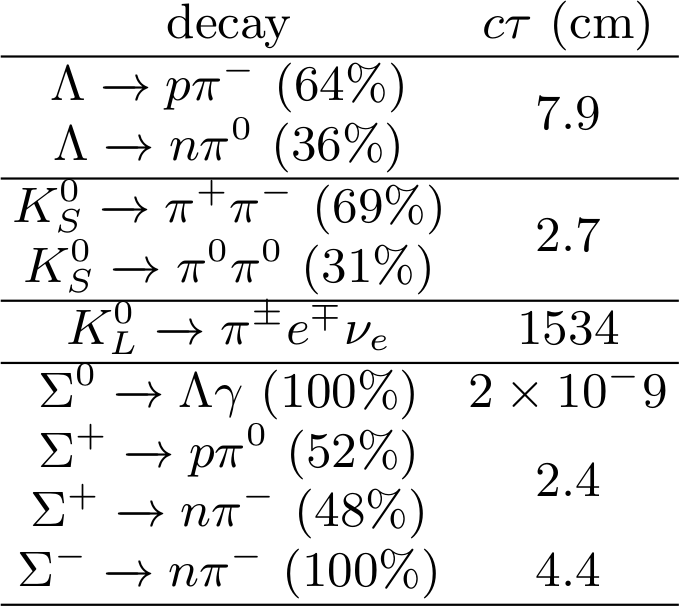 decay cτ (cm)
Λ → pπ⁻ (64%)
7.9
Λ → nπ⁰ (36%)
K⁰_S → π⁺π⁻ (69%)
2.7
K⁰_S → π⁰π⁰ (31%)
K⁰_L → π^±e^∓ν_e 1534
Σ⁰ → Λγ (100%) 2 × 10⁻9
Σ⁺ → pπ⁰ (52%)
2.4
Σ⁺ → nπ⁻ (48%)
Σ⁻ → nπ⁻ (100%) 4.4